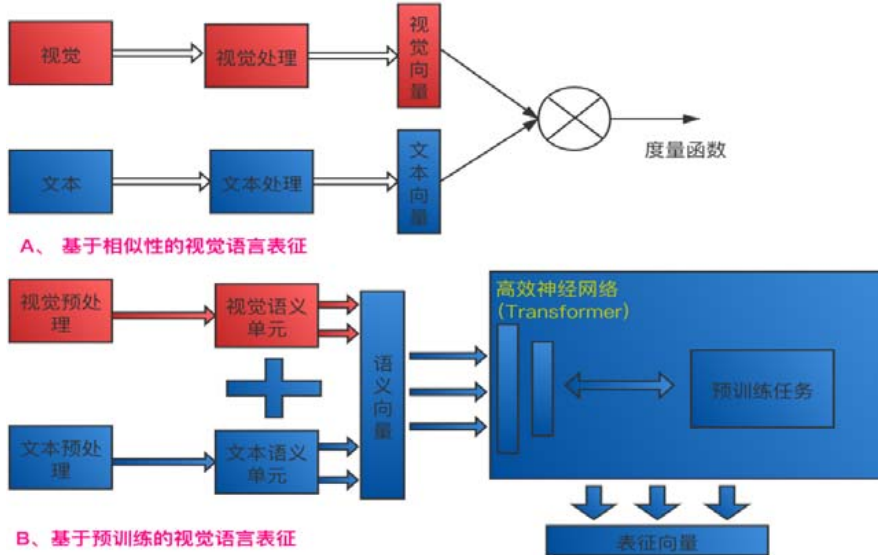 视觉
视觉处理
视觉向量
文本
文本处理
文本向量
度量函数
A、 基于相似性的视觉语言表征
视觉预处
理
视觉语义
单元
文本预处
理
文本语义
单元
语义向量
高效神经网络
（Transformer）
预训练任务
表征向量
B、基于预训练的视觉语言表征